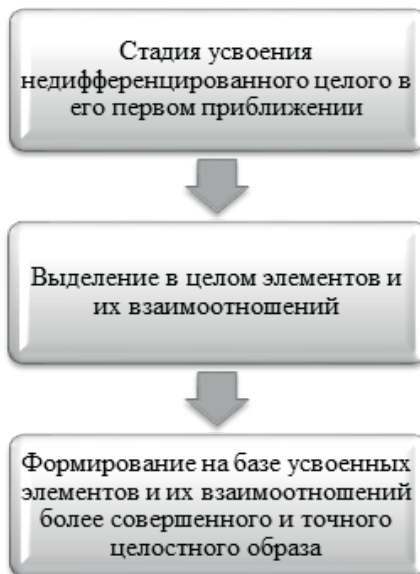 Стадия усвоения
недифференцированного целого в
его первом приближении
Выделение в целом элементов и
их взаимоотношений
Формирование на базе усвоенных
элементов и их взаимоотношений
более совершенного и точного
целостного образа